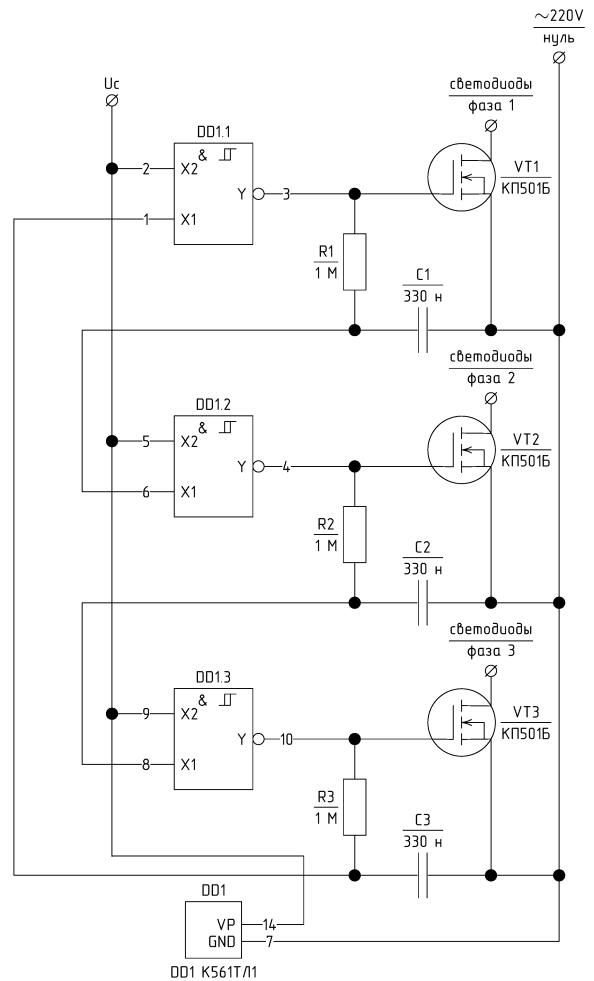 ~220V
нуль
Uc
светодиоды
фаза 1
DD1.1
&
2
X2
VT1
КП501Б
Y
3
1
X1
R1
1 М
C1
330 н
светодиоды
фаза 2
DD1.2
&
5
X2
VT2
КП501Б
Y
4
6
X1
R2
1 М
C2
330 н
светодиоды
фаза 3
DD1.3
&
9
X2
VT3
КП501Б
Y
10
8
X1
R3
1 М
C3
330 н
DD1
VP
14
GND
7
DD1 К561ТЛ1